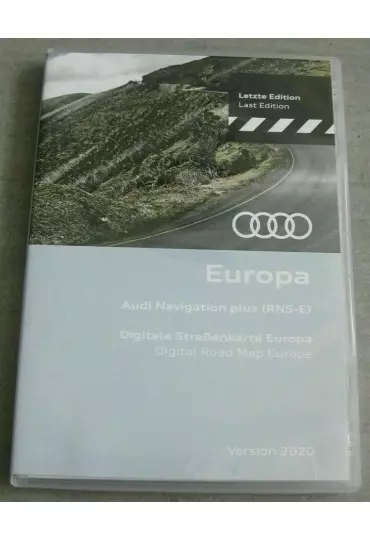 Letzte Edition
Last Edition
Europa
Audi Navigation plus (RNS-E)
Digitale Straßenkarte Europa
Digital Road Map Europe
Version 2020